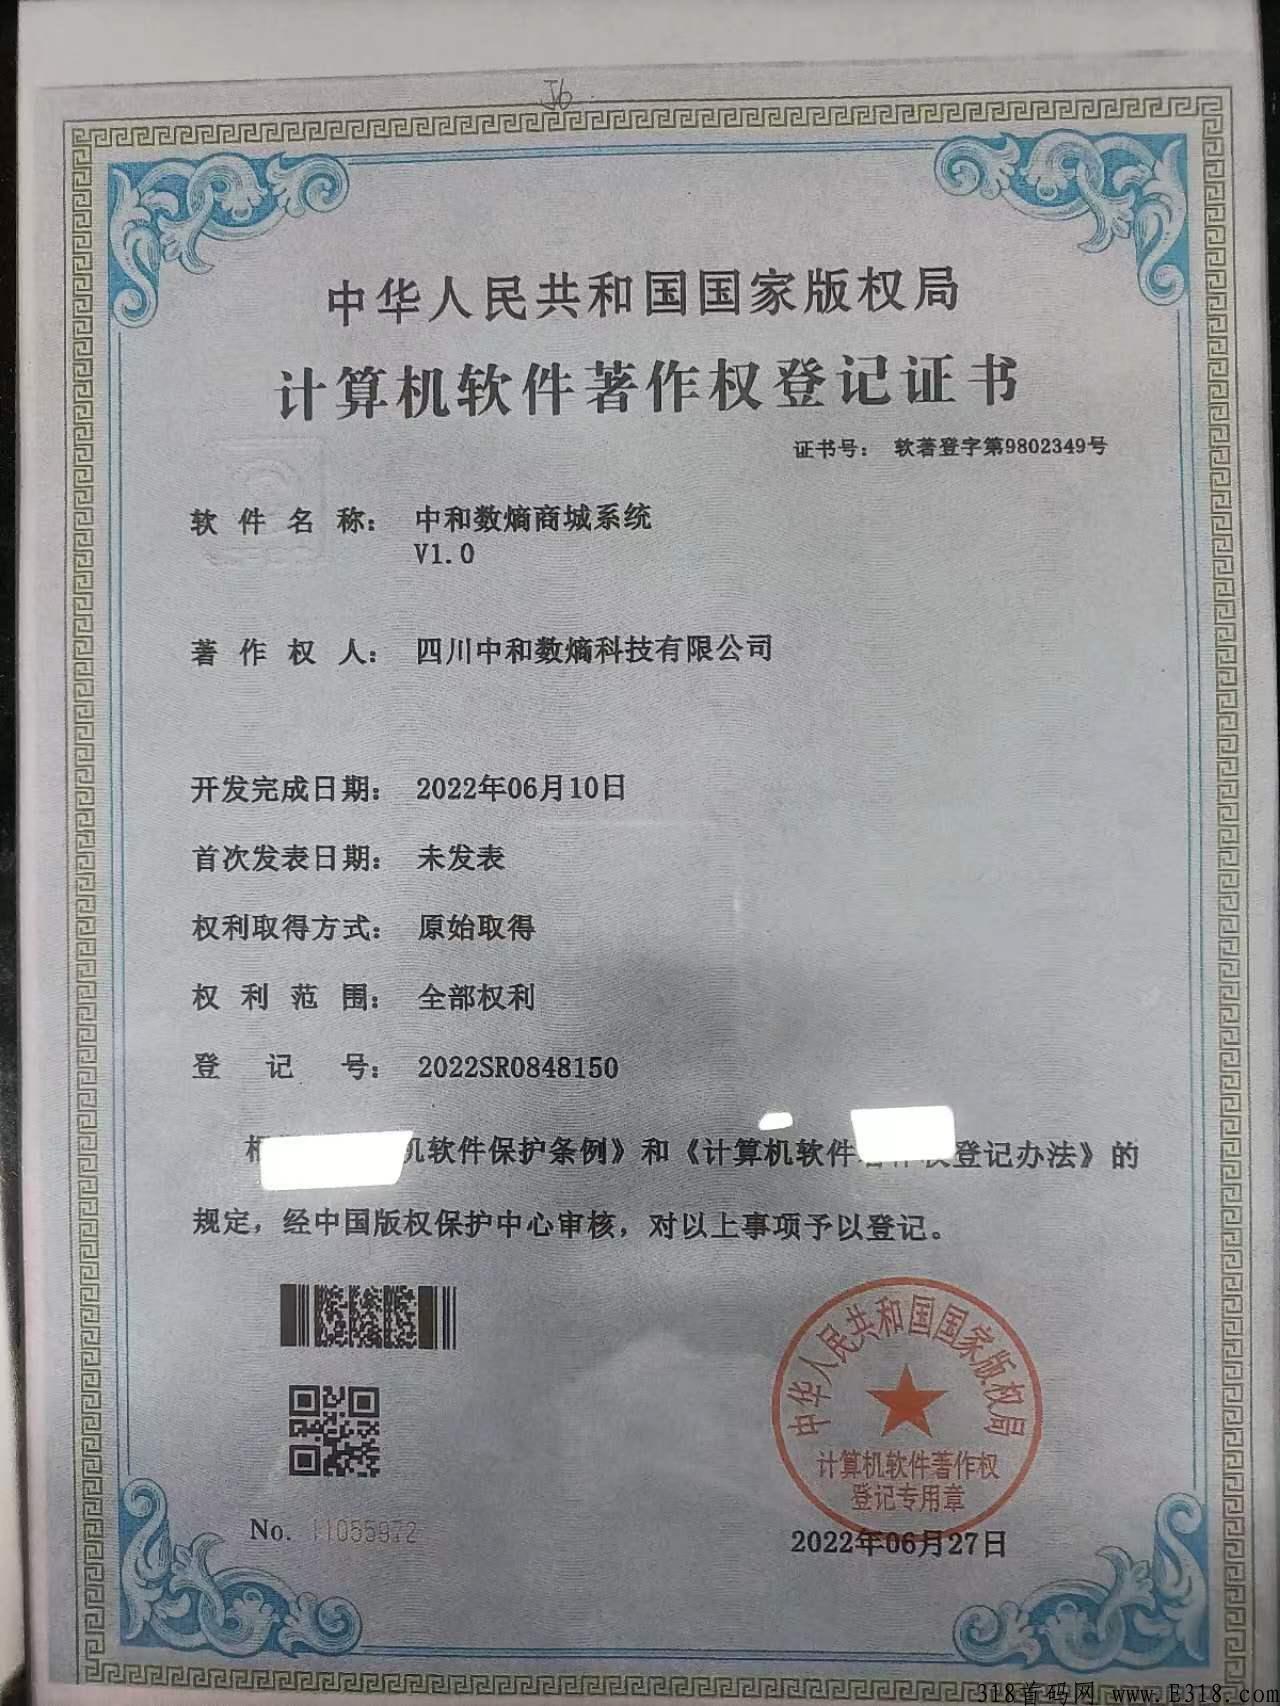 J6
中华人民共和国国家版权局
计算机软件著作权登记证书
证书号： 软著登字第9802349号
软件名称： 中和数熵商城系统
V1.0
著作权人： 四川中和数熵科技有限公司
开发完成日期： 2022年06月10日
首次发表日期： 未发表
权利取得方式： 原始取得
权利范围： 全部权利
登记号： 2022SR0848150
机软件保护条例》和《计算机软件著作权登记办法》的
规定，经中国版权保护中心审核，对以上事项予以登记。
中华人民共和国国家版权局
计算机软件著作权
登记专用章
No. 11055972
2022年06月27日
318首码网 www.E318.com